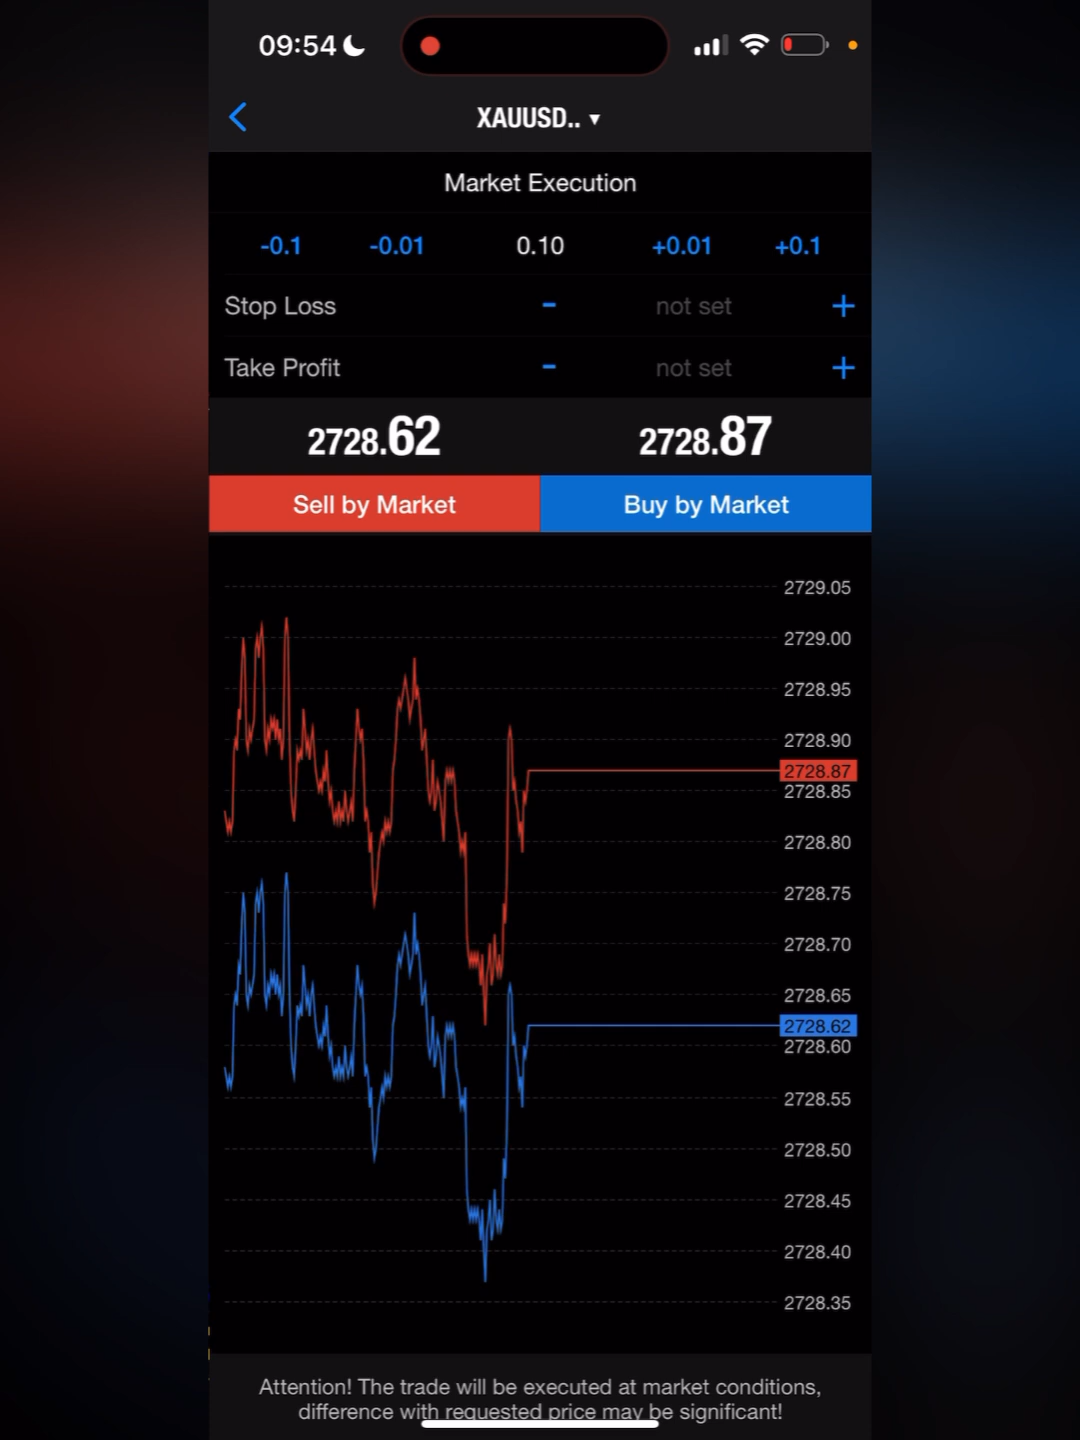 09:54
XAUUSD.. ▼
Market Execution
-0.1 -0.01 0.10 +0.01 +0.1
Stop Loss - not set +
Take Profit - not set +
2728.62 2728.87
Sell by Market Buy by Market
2729.05
2729.00
2728.95
2728.90
2728.87
2728.85
2728.80
2728.75
2728.70
2728.65
2728.62
2728.60
2728.55
2728.50
2728.45
2728.40
2728.35
Attention! The trade will be executed at market conditions,
difference with requested price may be significant!